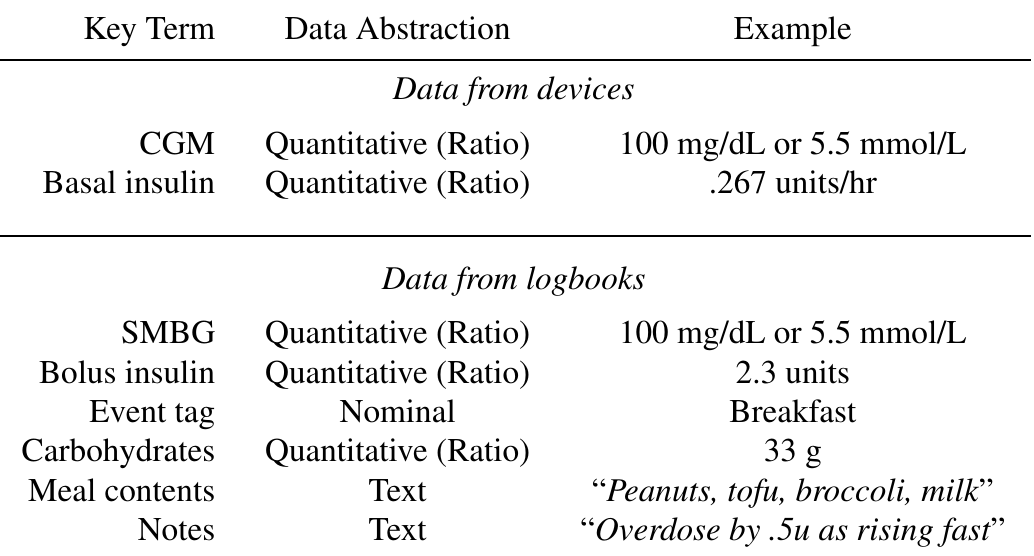 Key Term Data Abstraction Example
Data from devices
CGM Quantitative (Ratio) 100 mg/dL or 5.5 mmol/L
Basal insulin Quantitative (Ratio) .267 units/hr
Data from logbooks
SMBG Quantitative (Ratio) 100 mg/dL or 5.5 mmol/L
Bolus insulin Quantitative (Ratio) 2.3 units
Event tag Nominal Breakfast
Carbohydrates Quantitative (Ratio) 33 g
Meal contents Text “Peanuts, tofu, broccoli, milk”
Notes Text “Overdose by .5u as rising fast”